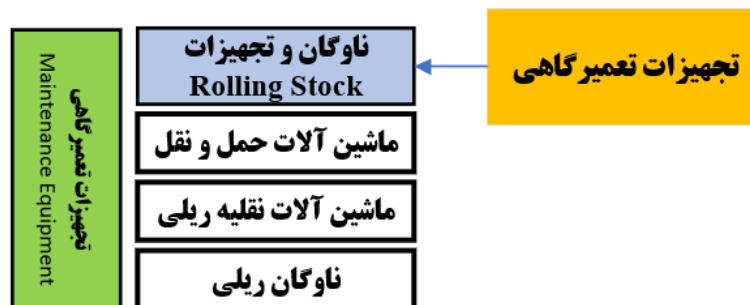 تجهیزات تعمیرگاهی
ناوگان و تجهیزات
Rolling Stock
ماشین آلات حمل و نقل
ماشین آلات نقلیه ریلی
ناوگان ریلی
تجهیزات تعمیرگاهی
Maintenance Equipment